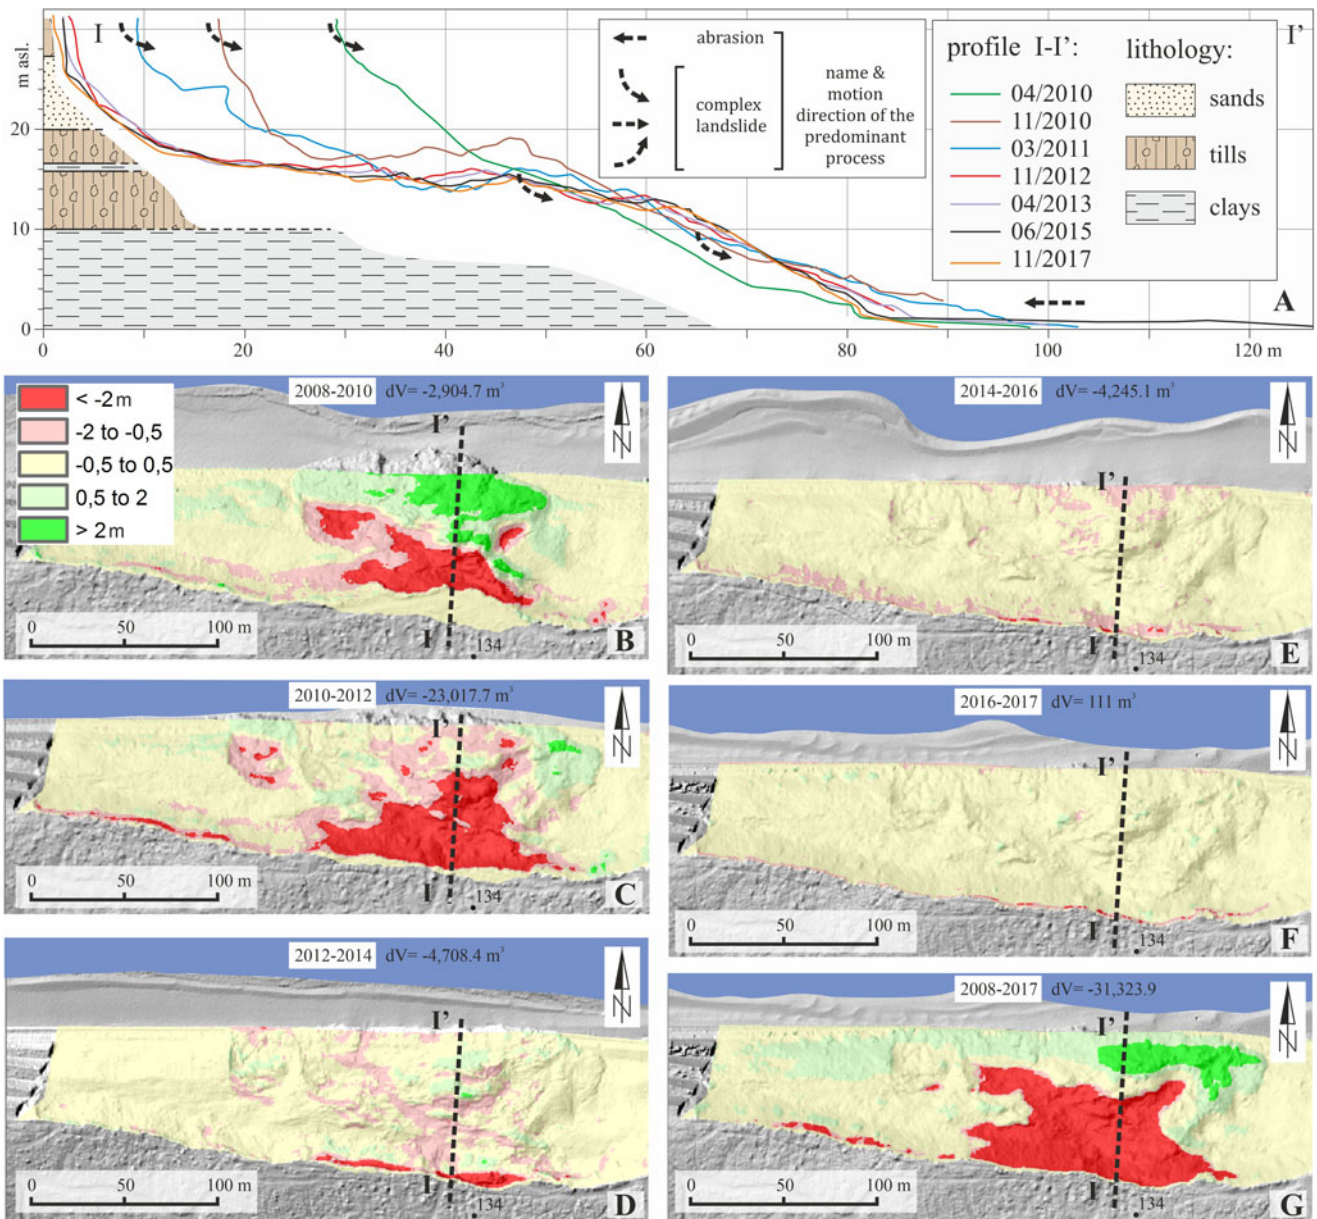 m asl.
20
10
0
0
20
40
60
80
100
120 m
I
I'
abrasion
complex
landslide
name &
motion
direction of the
predominant
process
profile I-I':
04/2010
11/2010
03/2011
11/2012
04/2013
06/2015
11/2017
lithology:
sands
tills
clays
A
< -2 m
-2 to -0,5
-0,5 to 0,5
0,5 to 2
> 2 m
2008-2010 dV= -2,904.7 m³
N
I'
I
134
0 50 100 m
B
2014-2016 dV= -4,245.1 m³
N
I'
I
134
0 50 100 m
E
2010-2012 dV= -23,017.7 m³
N
I'
I
134
0 50 100 m
C
2016-2017 dV= 111 m³
N
I'
I
134
0 50 100 m
F
2012-2014 dV= -4,708.4 m³
N
I'
I
134
0 50 100 m
D
2008-2017 dV= -31,323.9
N
I'
I
134
0 50 100 m
G